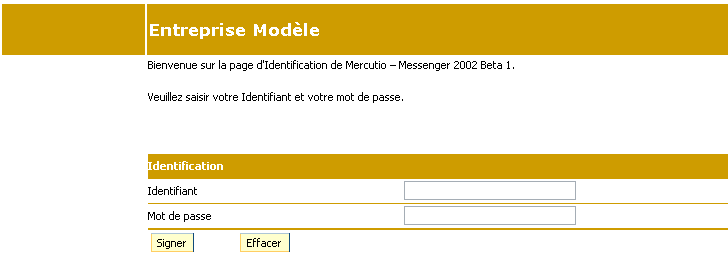 Entreprise Modèle
Bienvenue sur la page d'Identification de Mercutio – Messenger 2002 Beta 1.
Veuillez saisir votre Identifiant et votre mot de passe.
Identification
Identifiant
Mot de passe
Signer Effacer